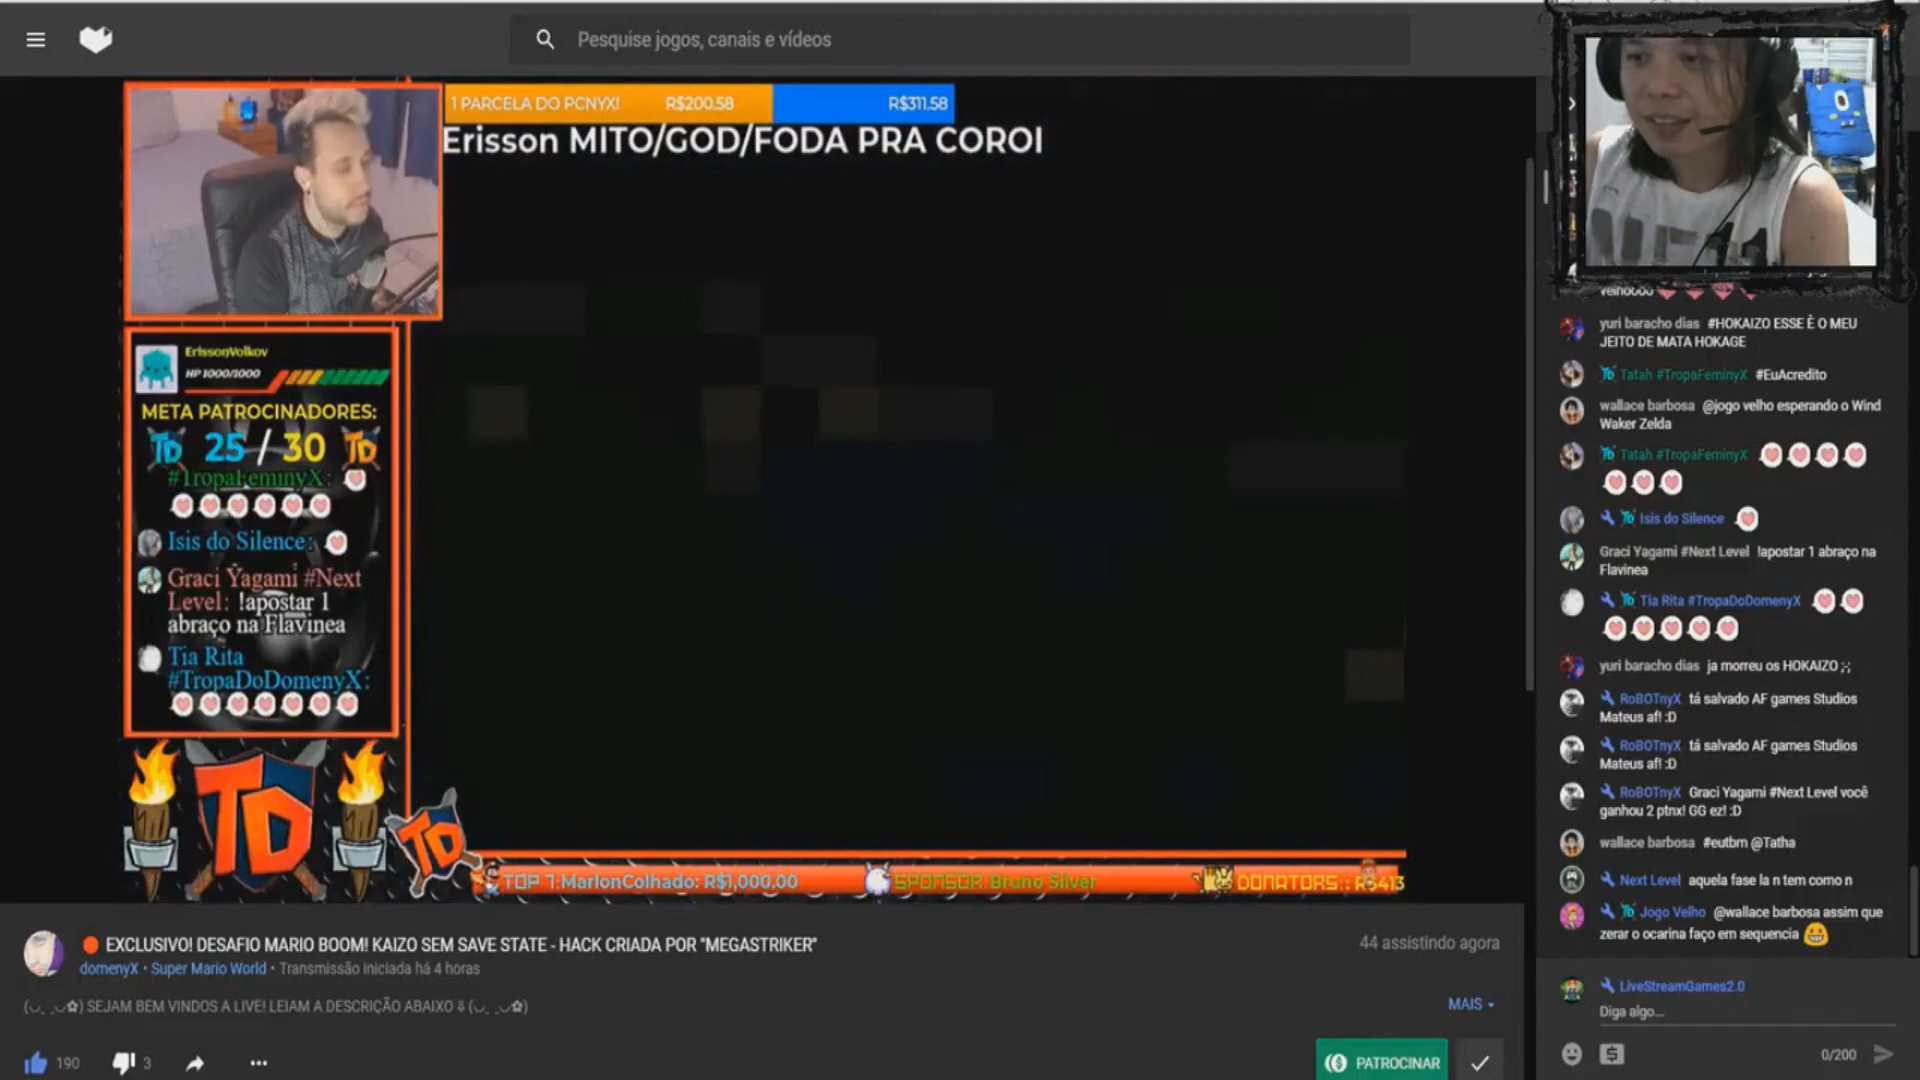 Pesquise jogos, canais e vídeos
1 PARCELA DO PCNYX! R$200.58 R$311.58
Erisson MITO/GOD/FODA PRA COROI
ErissonVolkov
HP 1000/1000
META PATROCINADORES:
TD 25 / 30 TD
#TropaFeminyX:
Isis do Silence:
Graci Yagami #Next
Level: !apostar 1
abraço na Flavinea
Tia Rita
#TropaDoDomenyX:
TD
TD
TOP 1:MarlonColhado: R$1,000.00 SPONSOR: Bruno Silver DONATORS.: R$413
EXCLUSIVO! DESAFIO MARIO BOOM! KAIZO SEM SAVE STATE - HACK CRIADA POR "MEGASTRIKER"
44 assistindo agora
domenyX • Super Mario World • Transmissão iniciada há 4 horas
SEJAM BEM VINDOS A LIVE! LEIAM A DESCRIÇÃO ABAIXO
MAIS
190 3
PATROCINAR
velhoooo
yuri baracho dias #HOKAIZO ESSE È O MEU
JEITO DE MATA HOKAGE
Tatah #TropaFeminyX #EuAcredito
wallace barbosa @jogo velho esperando o Wind
Waker Zelda
Tatah #TropaFeminyX
Isis do Silence
Graci Yagami #Next Level !apostar 1 abraço na
Flavinea
Tia Rita #TropaDoDomenyX
yuri baracho dias ja morreu os HOKAIZO ;;
RoBOTnyX tá salvado AF games Studios
Mateus af! :D
RoBOTnyX tá salvado AF games Studios
Mateus af! :D
RoBOTnyX Graci Yagami #Next Level você
ganhou 2 ptnx! GG ez! :D
wallace barbosa #eutbm @Tatha
Next Level aquela fase la n tem como n
Jogo Velho @wallace barbosa assim que
zerar o ocarina faço em sequencia
LiveStreamGames2.0
Diga algo...
0/200